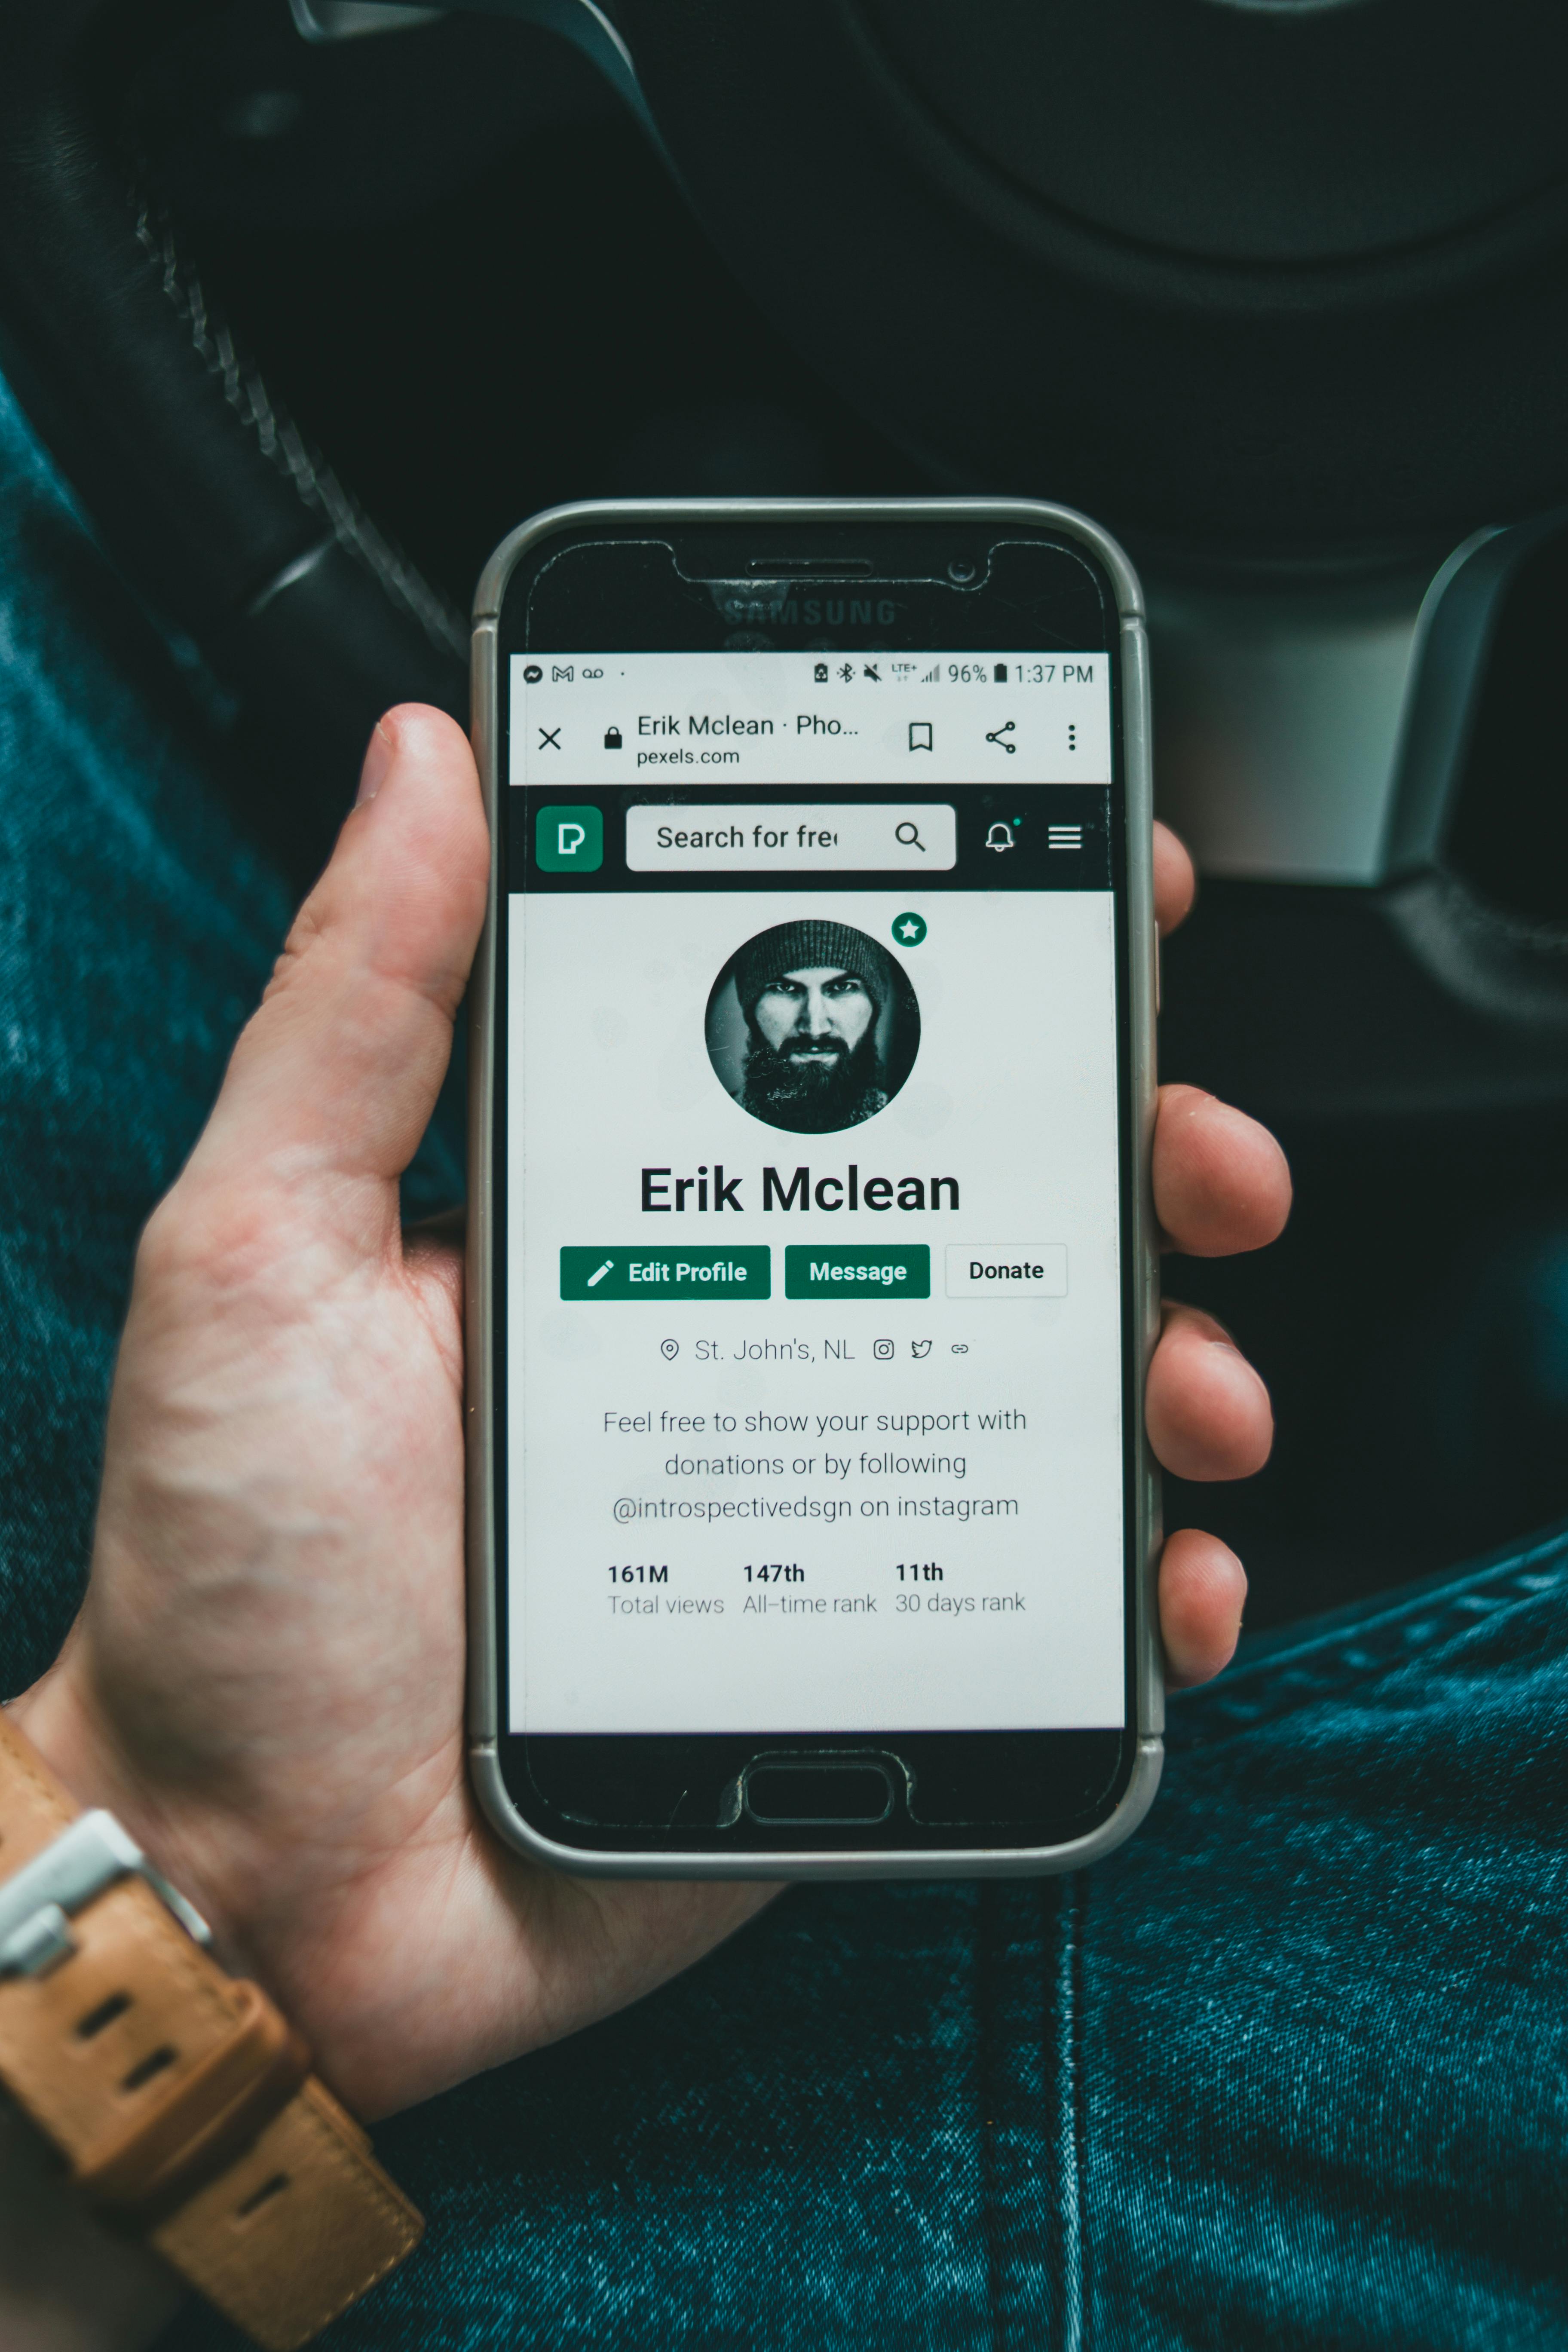 SAMSUNG
LTE+ 96% 1:37 PM
Erik Mclean · Pho...
pexels.com
Search for fre
Erik Mclean
Edit Profile Message Donate
St. John's, NL
Feel free to show your support with
donations or by following
@introspectivedsgn on instagram
161M 147th 11th
Total views All-time rank 30 days rank